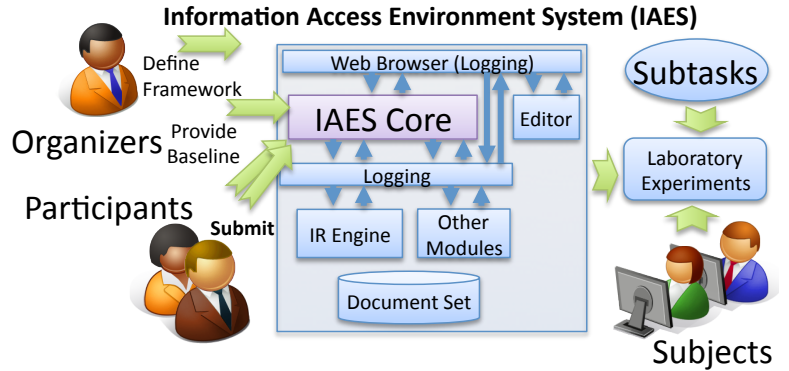 Information Access Environment System (IAES)
Define
Framework
Organizers
Provide
Baseline
Participants
Submit
Web Browser (Logging)
IAES Core
Editor
Logging
IR Engine
Other
Modules
Document Set
Subtasks
Laboratory
Experiments
Subjects